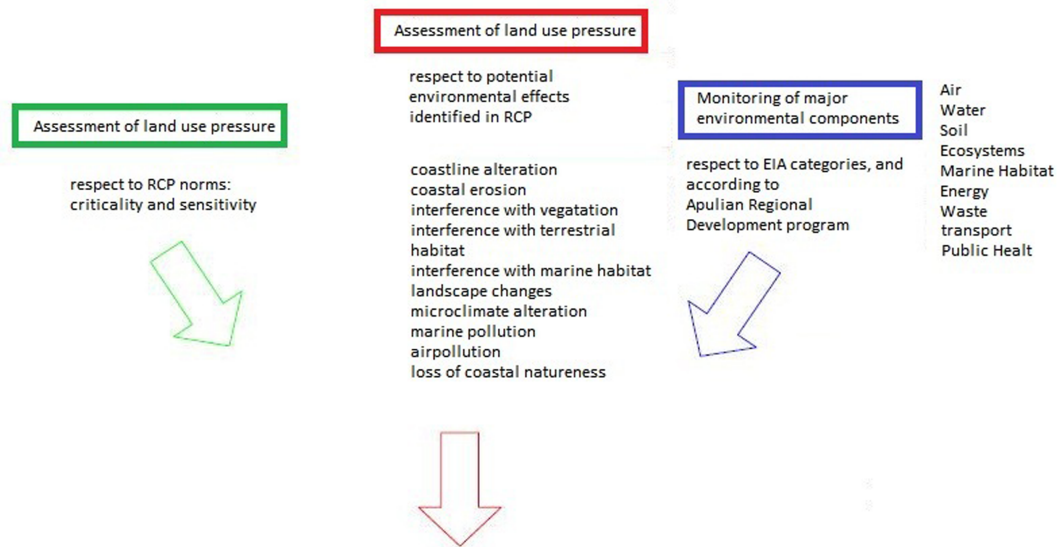 Assessment of land use pressure
respect to RCP norms:
criticality and sensitivity
Assessment of land use pressure
respect to potential
environmental effects
identified in RCP
coastline alteration
coastal erosion
interference with vegatation
interference with terrestrial
habitat
interference with marine habitat
landscape changes
microclimate alteration
marine pollution
airpollution
loss of coastal natureness
Monitoring of major
environmental components
respect to EIA categories, and
according to
Apulian Regional
Development program
Air
Water
Soil
Ecosystems
Marine Habitat
Energy
Waste
transport
Public Healt